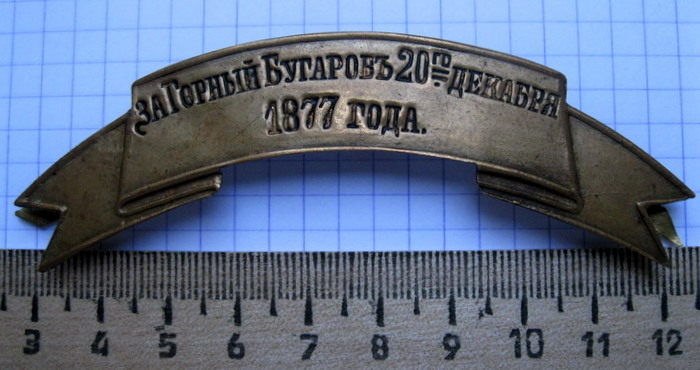 ЗА ГОРНЫЙ БУГАРОВЪ 20ГО ДЕКАБРЯ
1877 ГОДА.
3 4 5 6 7 8 9 10 11 12